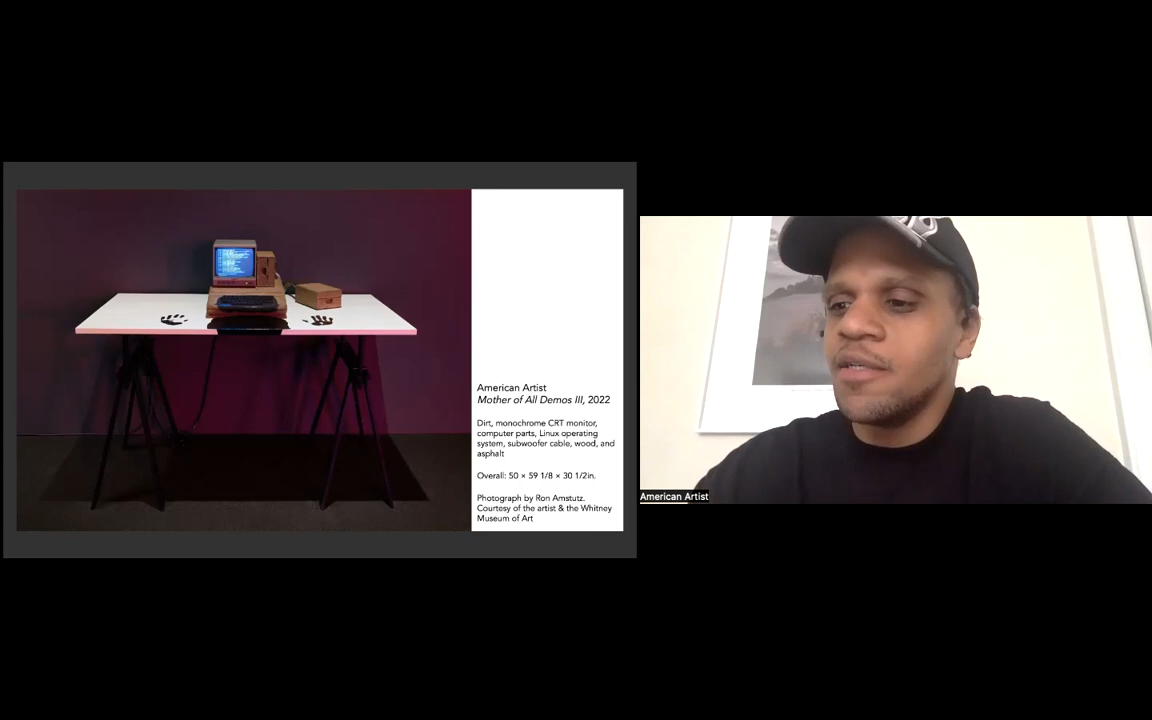 American Artist
Mother of All Demos III, 2022
Dirt, monochrome CRT monitor,
computer parts, Linux operating
system, subwoofer cable, wood, and
asphalt
Overall: 50 × 59 1/8 × 30 1/2in.
Photograph by Ron Amstutz.
Courtesy of the artist & the Whitney
Museum of Art
American Artist